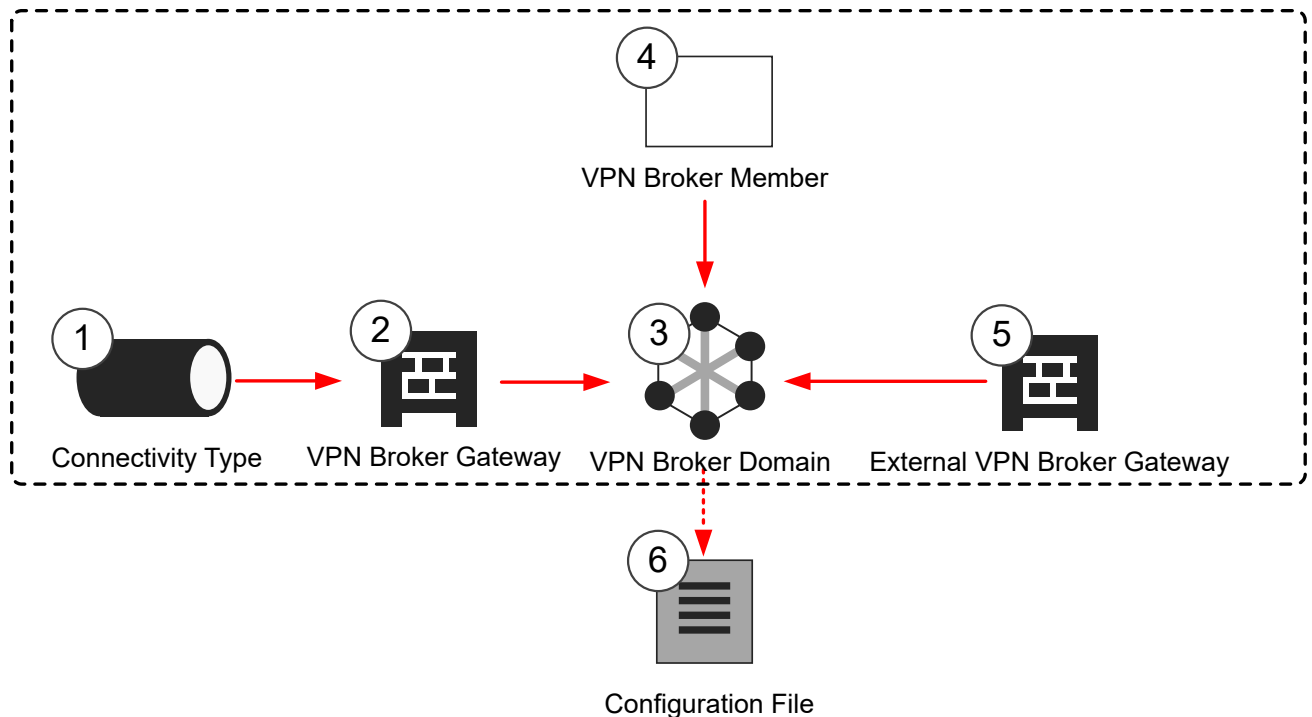 4
VPN Broker Member
1
2
3
5
Connectivity Type
VPN Broker Gateway
VPN Broker Domain
External VPN Broker Gateway
6
Configuration File